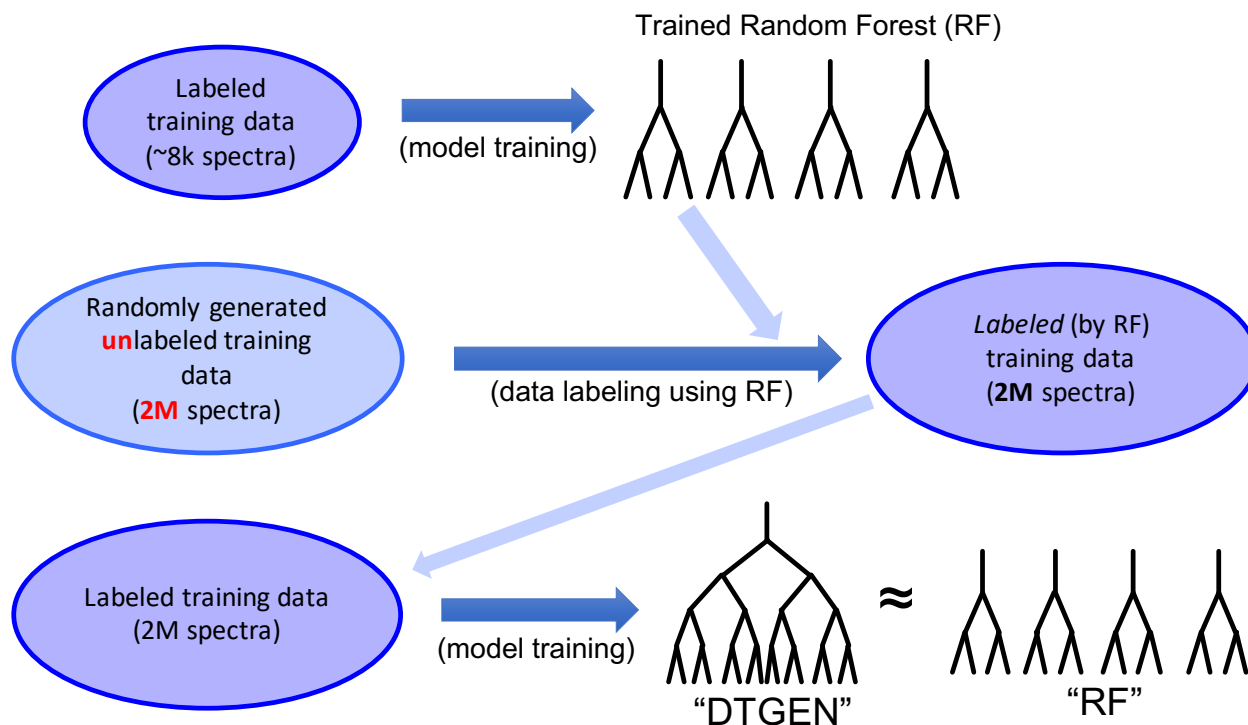 Trained Random Forest (RF)
Labeled
training data
(~8k spectra)
(model training)
Randomly generated
unlabeled training
data
(2M spectra)
(data labeling using RF)
Labeled (by RF)
training data
(2M spectra)
Labeled training data
(2M spectra)
(model training)
≈
“DTGEN”
“RF”